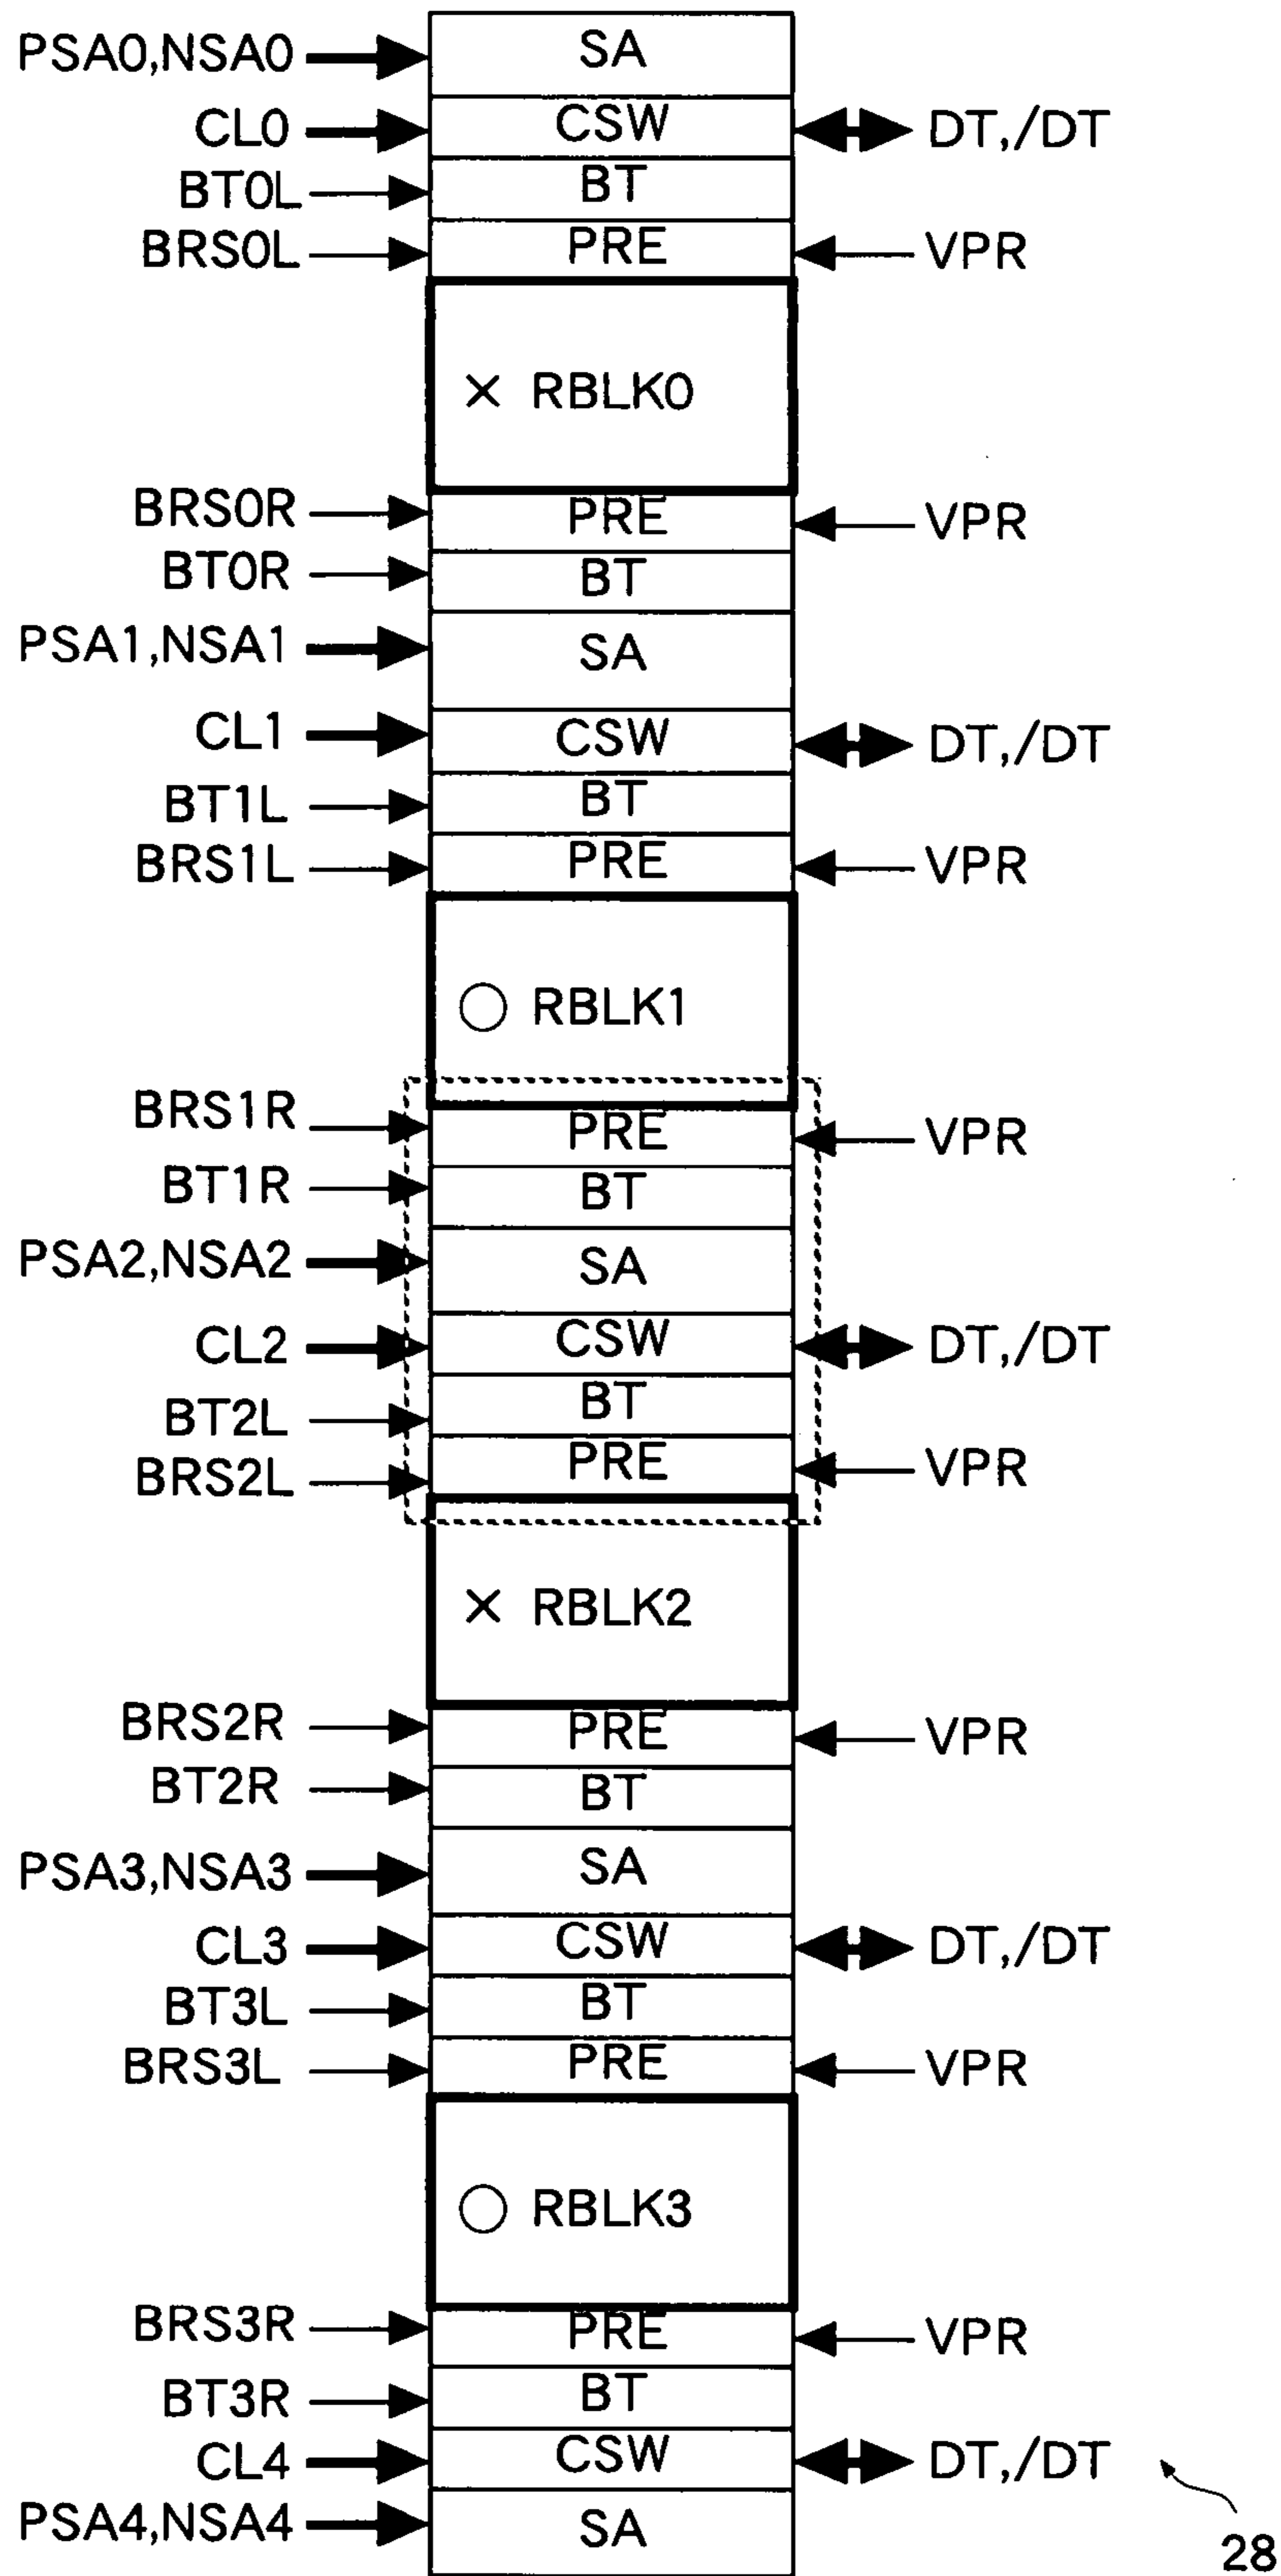 PSA0,NSA0 SA
CL0 CSW DT,/DT
BT0L BT
BRS0L PRE VPR
× RBLK0
BRS0R PRE VPR
BT0R BT
PSA1,NSA1 SA
CL1 CSW DT,/DT
BT1L BT
BRS1L PRE VPR
○ RBLK1
BRS1R PRE VPR
BT1R BT
PSA2,NSA2 SA
CL2 CSW DT,/DT
BT2L BT
BRS2L PRE VPR
× RBLK2
BRS2R PRE VPR
BT2R BT
PSA3,NSA3 SA
CL3 CSW DT,/DT
BT3L BT
BRS3L PRE VPR
○ RBLK3
BRS3R PRE VPR
BT3R BT
CL4 CSW DT,/DT
PSA4,NSA4 SA
28